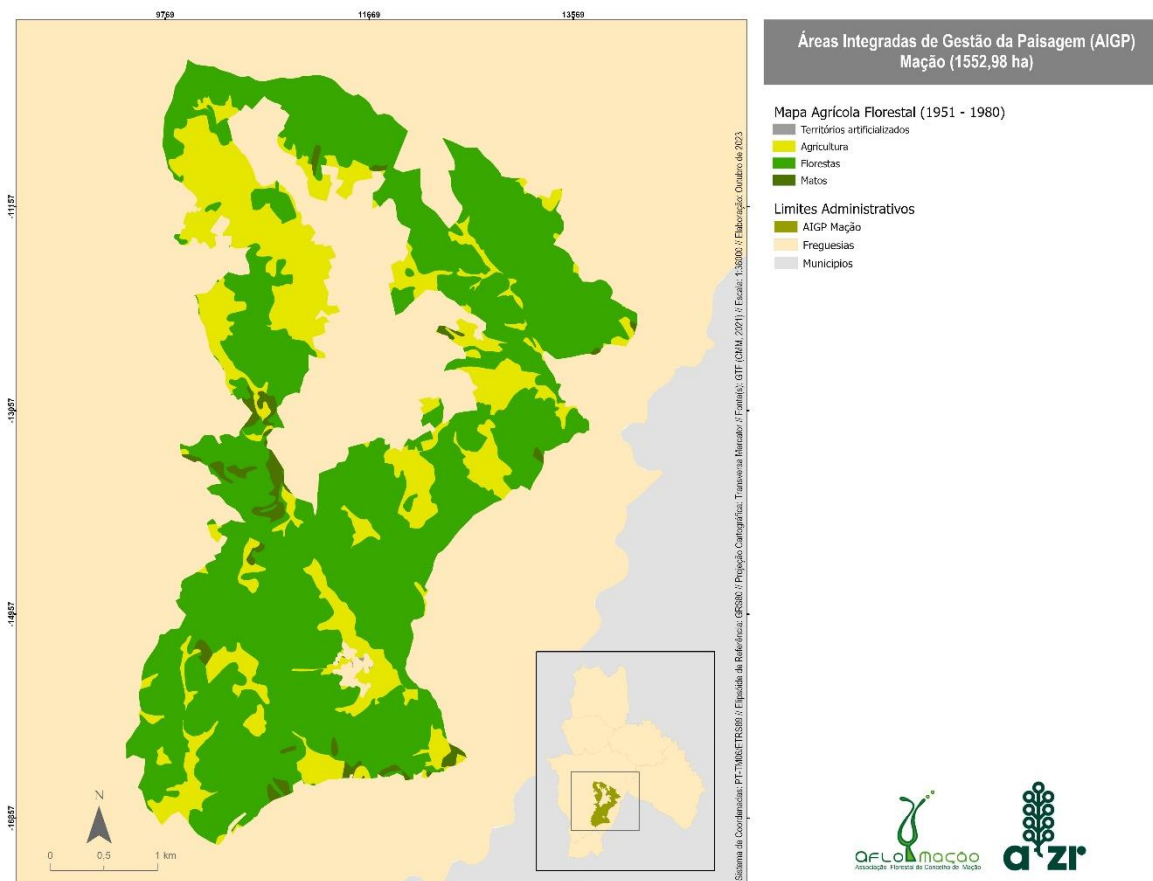 9769
11669
13569
-11157
-13057
-14957
-16857
Áreas Integradas de Gestão da Paisagem (AIGP)
Mação (1552,98 ha)
Mapa Agrícola Florestal (1951 - 1980)
Territórios artificializados
Agricultura
Florestas
Matos
Limites Administrativos
AIGP Mação
Freguesias
Municípios
Sistema de Coordenadas: PT-TM06/ETRS89 // Elipsóide de Referência: GRS80 // Projeção Cartográfica: Transversa Mercator // Fonte(s): GTF (CMM, 2021) // Escala: 1:36000 // Elaboração: Outubro de 2023
N
0 0,5 1 km
aflomação
Associação Florestal do Concelho de Mação
aizr